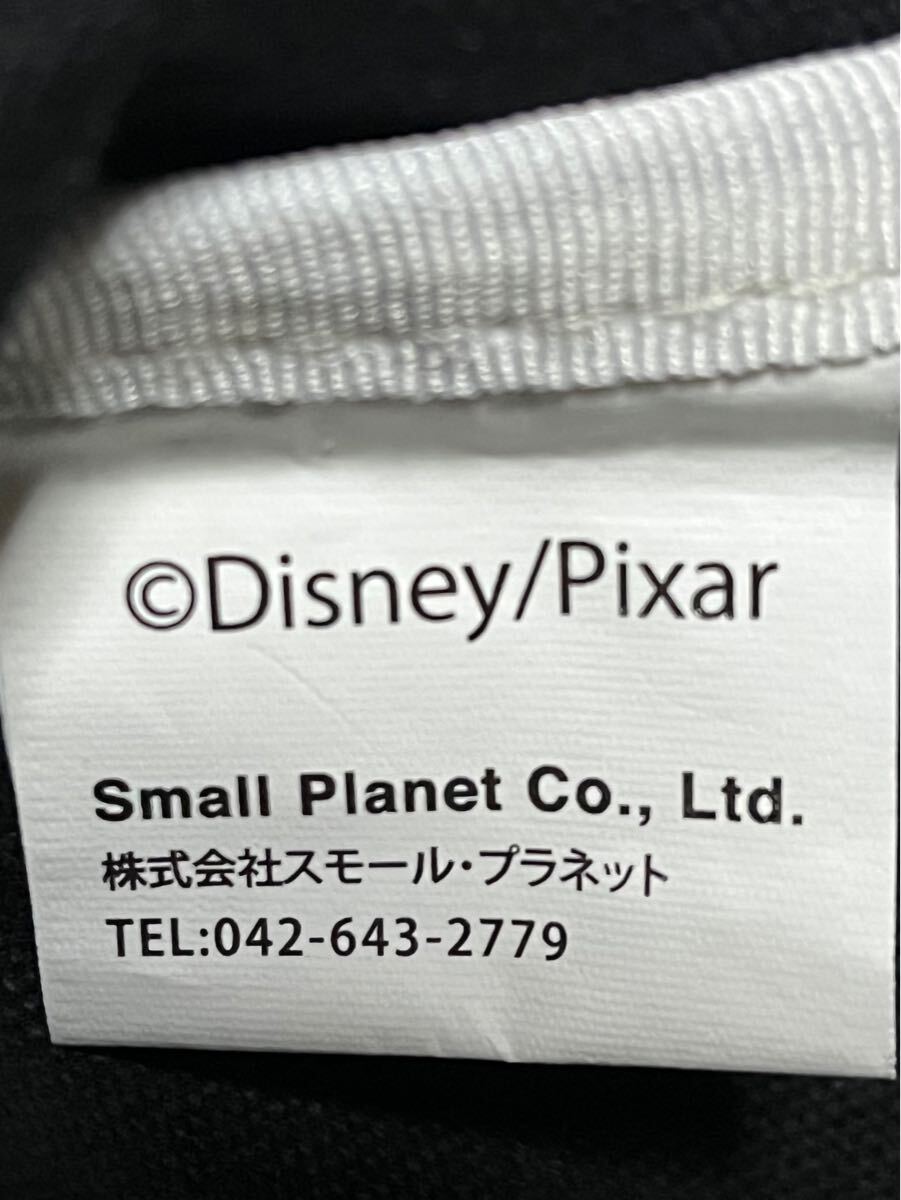 ©Disney/Pixar
Small Planet Co., Ltd.
株式会社スモール・プラネット
TEL:042-643-2779